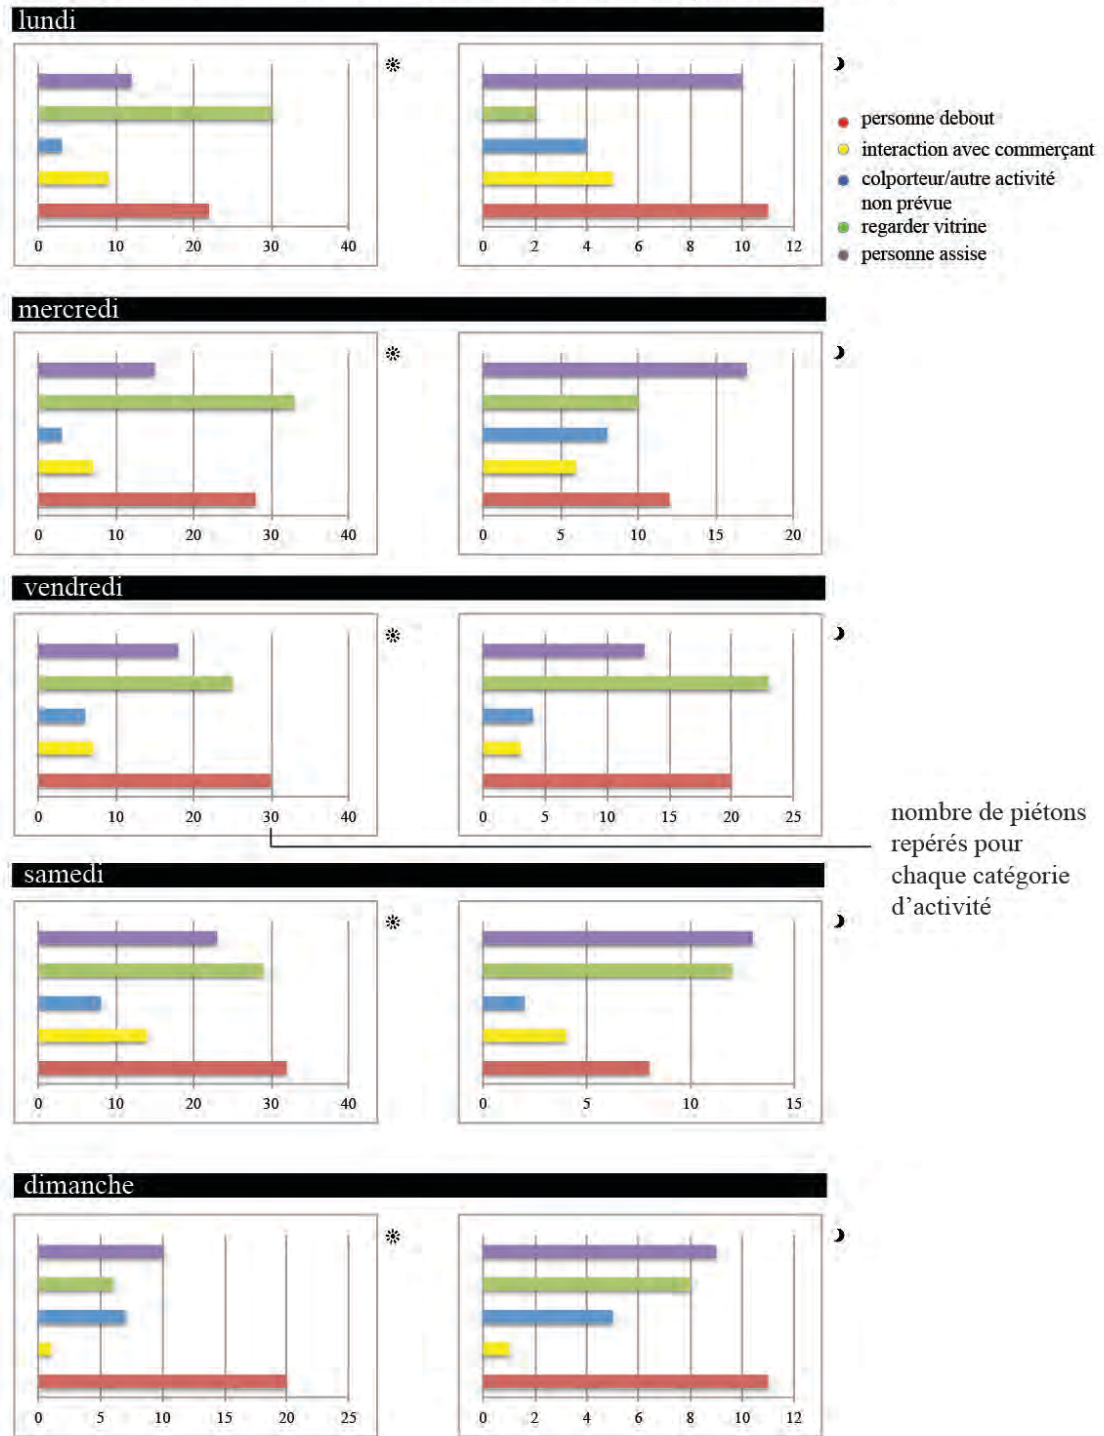 lundi
0 10 20 30 40
0 2 4 6 8 10 12
personne debout
interaction avec commerçant
colporteur/autre activité
non prévue
regarder vitrine
personne assise
mercredi
0 10 20 30 40
0 5 10 15 20
vendredi
0 10 20 30 40
0 5 10 15 20 25
nombre de piétons
repérés pour
chaque catégorie
d'activité
samedi
0 10 20 30 40
0 5 10 15
dimanche
0 5 10 15 20 25
0 2 4 6 8 10 12